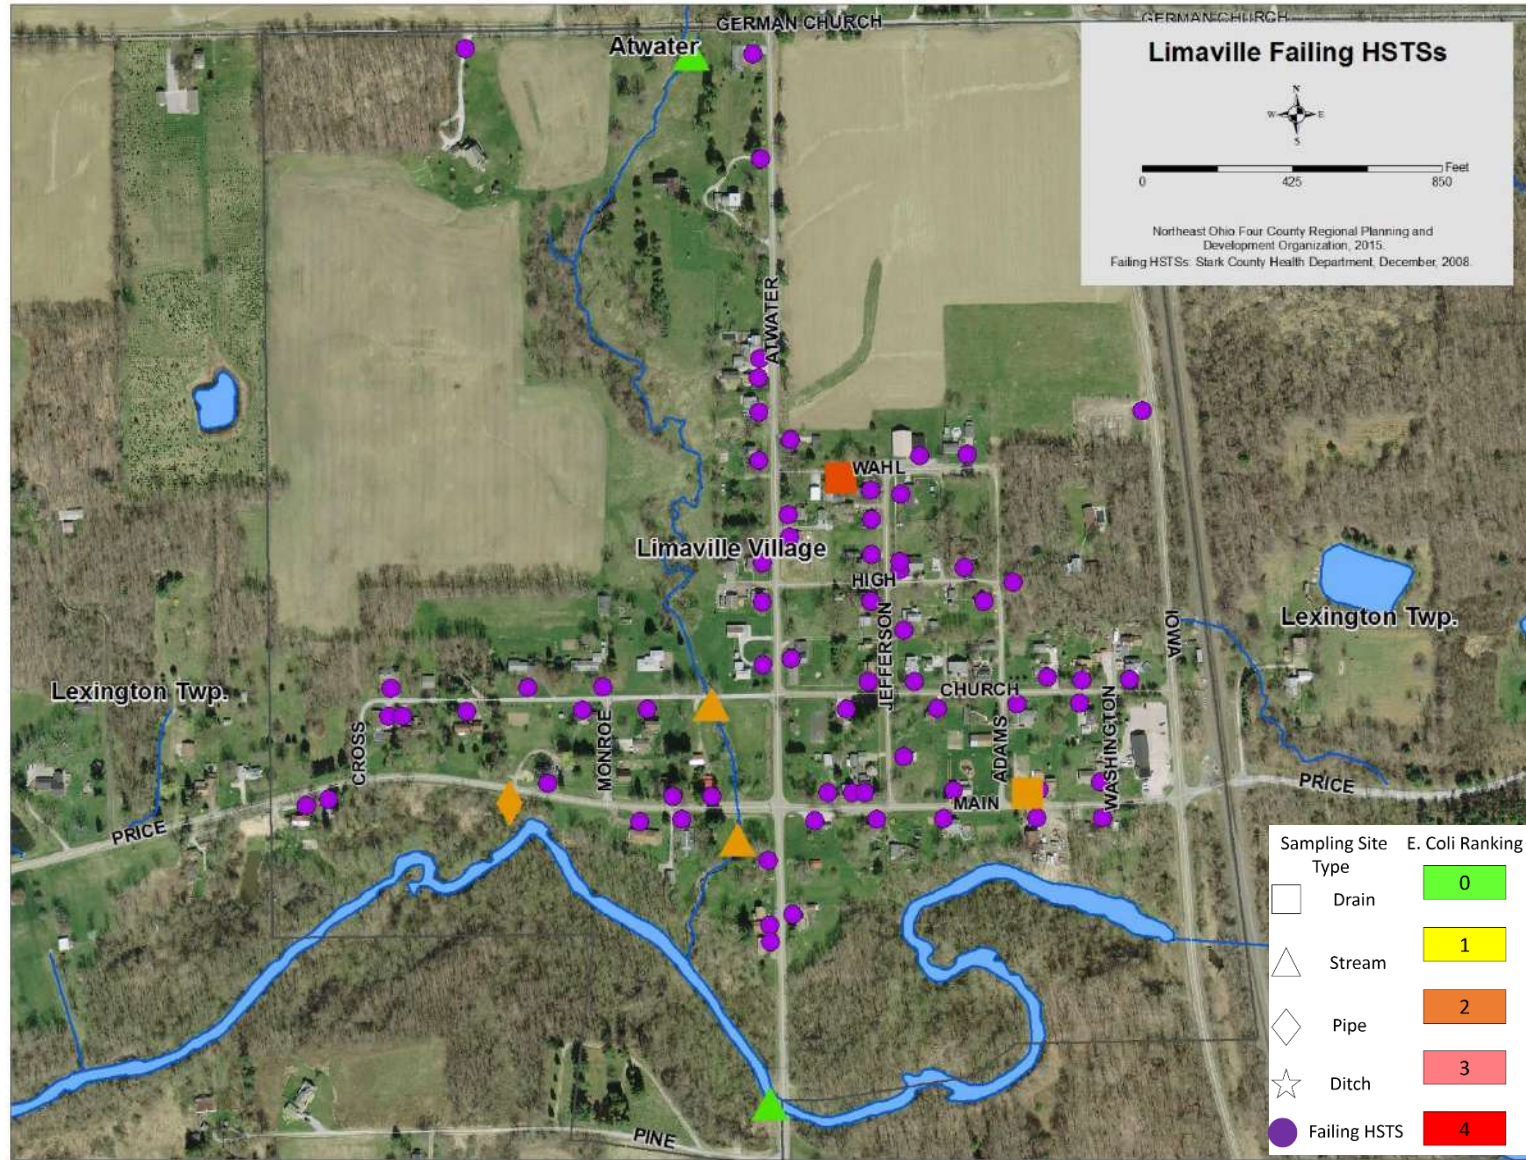 GERMAN CHURCH
GERMAN CHURCH
Atwater
Limaville Failing HSTSs
N
W E
S
Feet
0 425 850
Northeast Ohio Four County Regional Planning and
Development Organization, 2015.
Failing HSTSs: Stark County Health Department, December, 2008.
ATWATER
WAHL
Limaville Village
HIGH
JEFFERSON
IOWA
Lexington Twp.
Lexington Twp.
CHURCH
CROSS
MONROE
ADAMS
WASHINGTON
MAIN
PRICE
PRICE
PINE
Sampling Site
Type
Drain
Stream
Pipe
Ditch
Failing HSTS
E. Coli Ranking
0
1
2
3
4